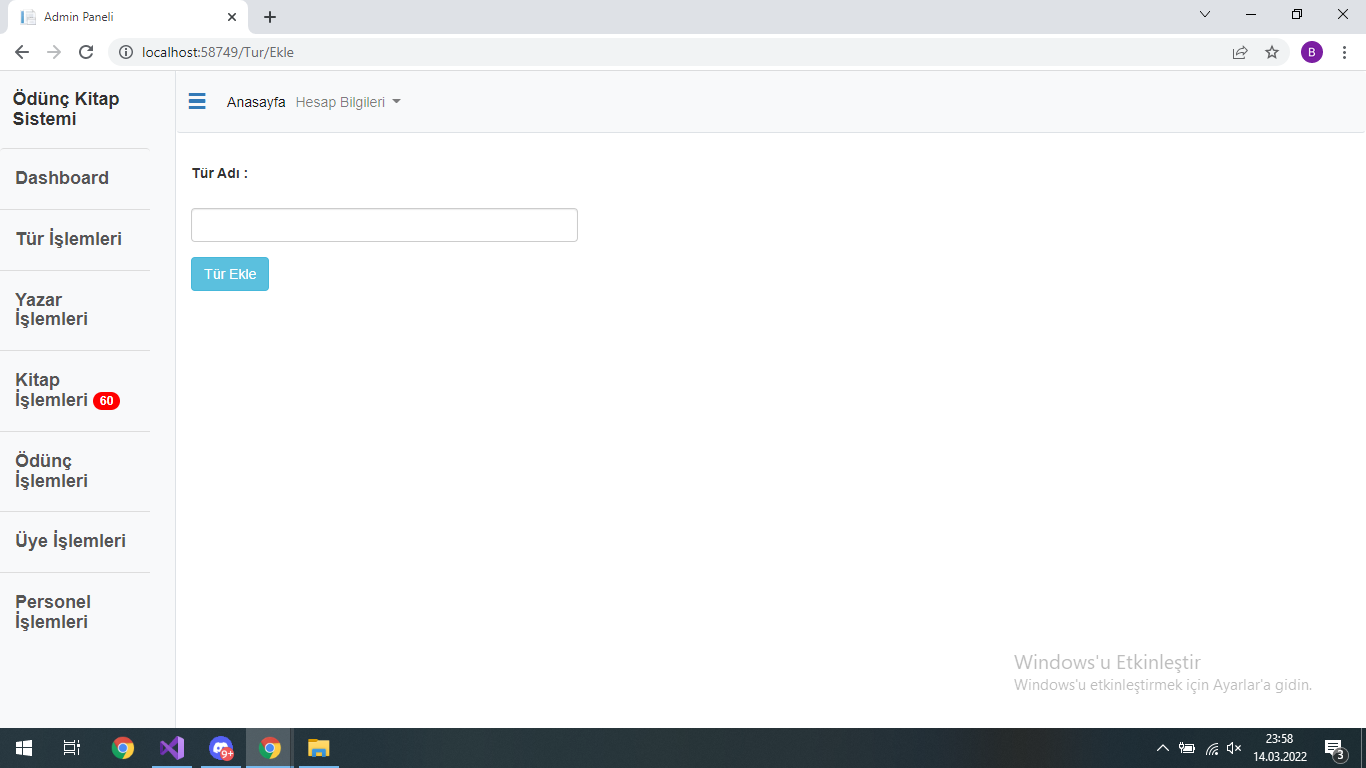 Admin Paneli
localhost:58749/Tur/Ekle
B
Ödünç Kitap
Sistemi
Anasayfa Hesap Bilgileri
Dashboard
Tür İşlemleri
Yazar
İşlemleri
Kitap
İşlemleri 60
Ödünç
İşlemleri
Üye İşlemleri
Personel
İşlemleri
Tür Adı :
Tür Ekle
Windows'u Etkinleştir
Windows'u etkinleştirmek için Ayarlar'a gidin.
9+
23:58
14.03.2022
3